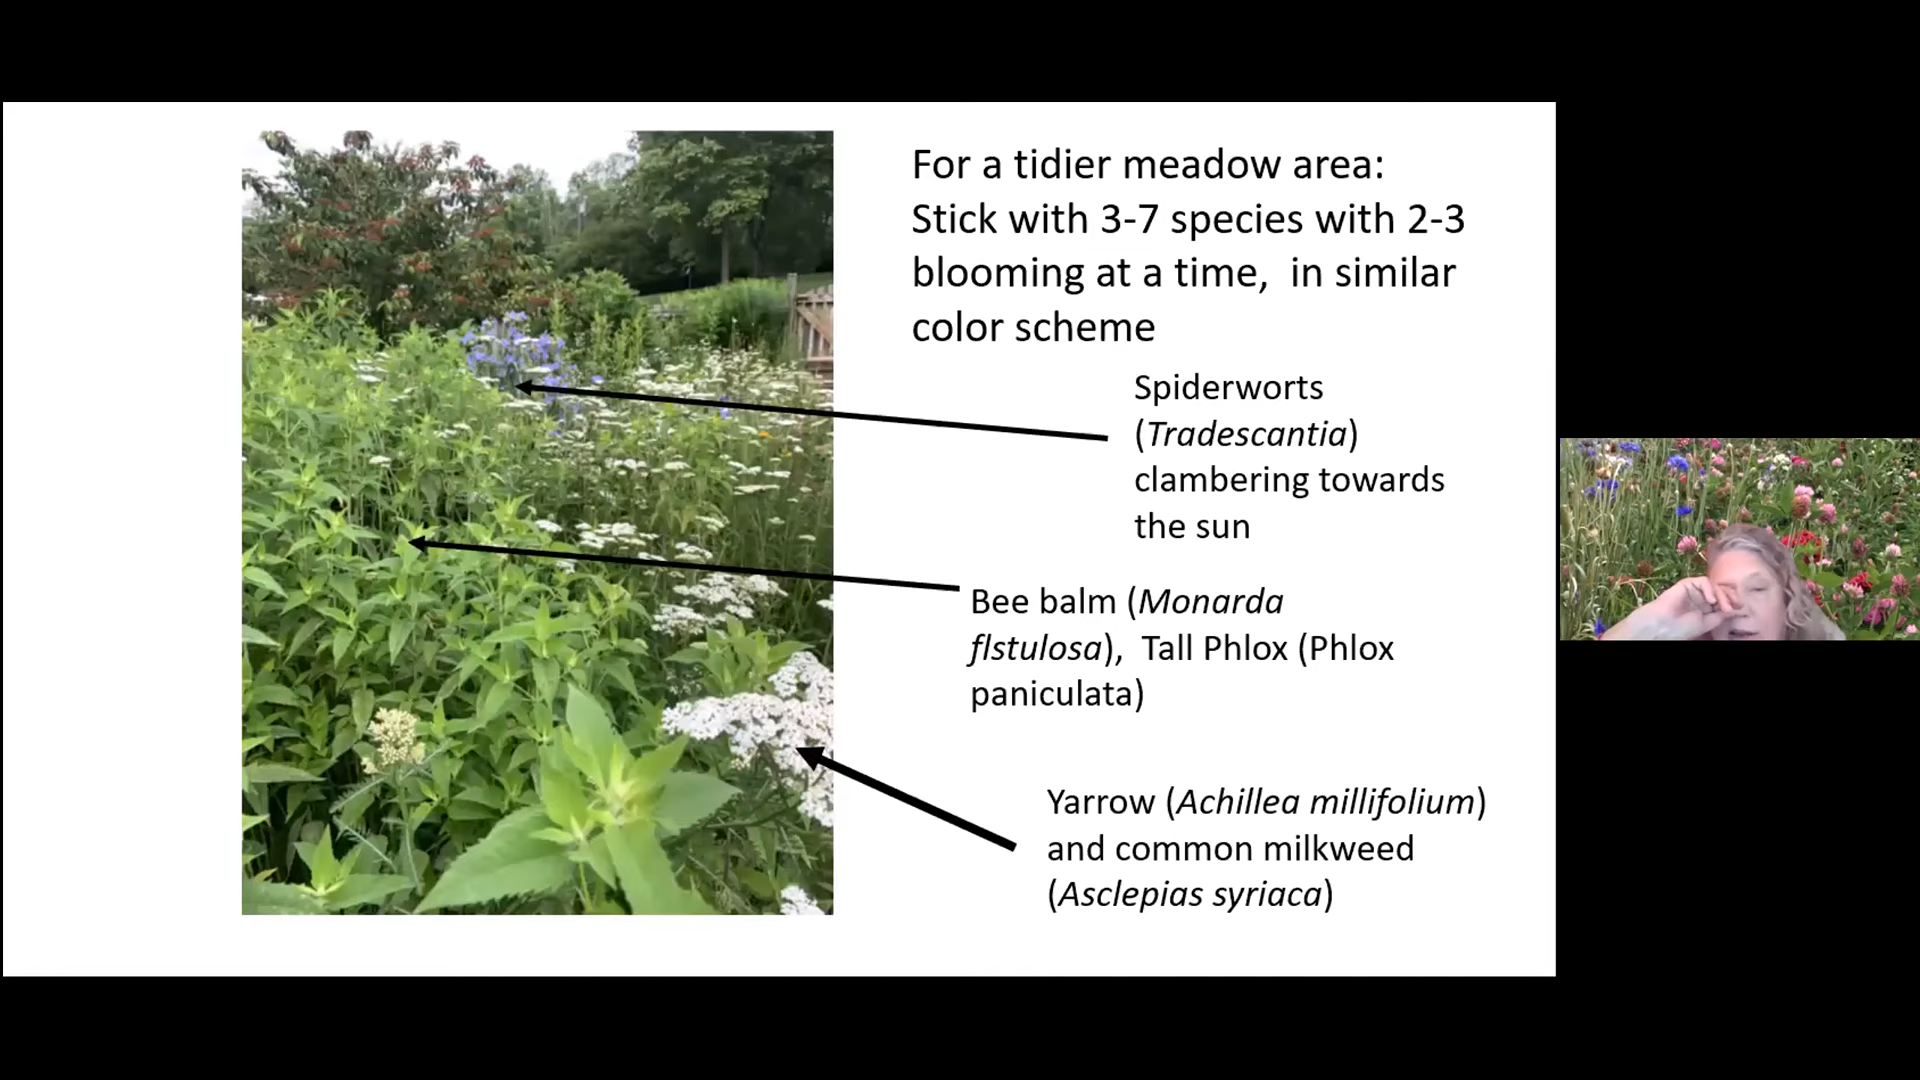 For a tidier meadow area:
Stick with 3-7 species with 2-3
blooming at a time,  in similar
color scheme
Spiderworts
(Tradescantia)
clambering towards
the sun
Bee balm (Monarda
flstulosa),  Tall Phlox (Phlox
paniculata)
Yarrow (Achillea millifolium)
and common milkweed
(Asclepias syriaca)